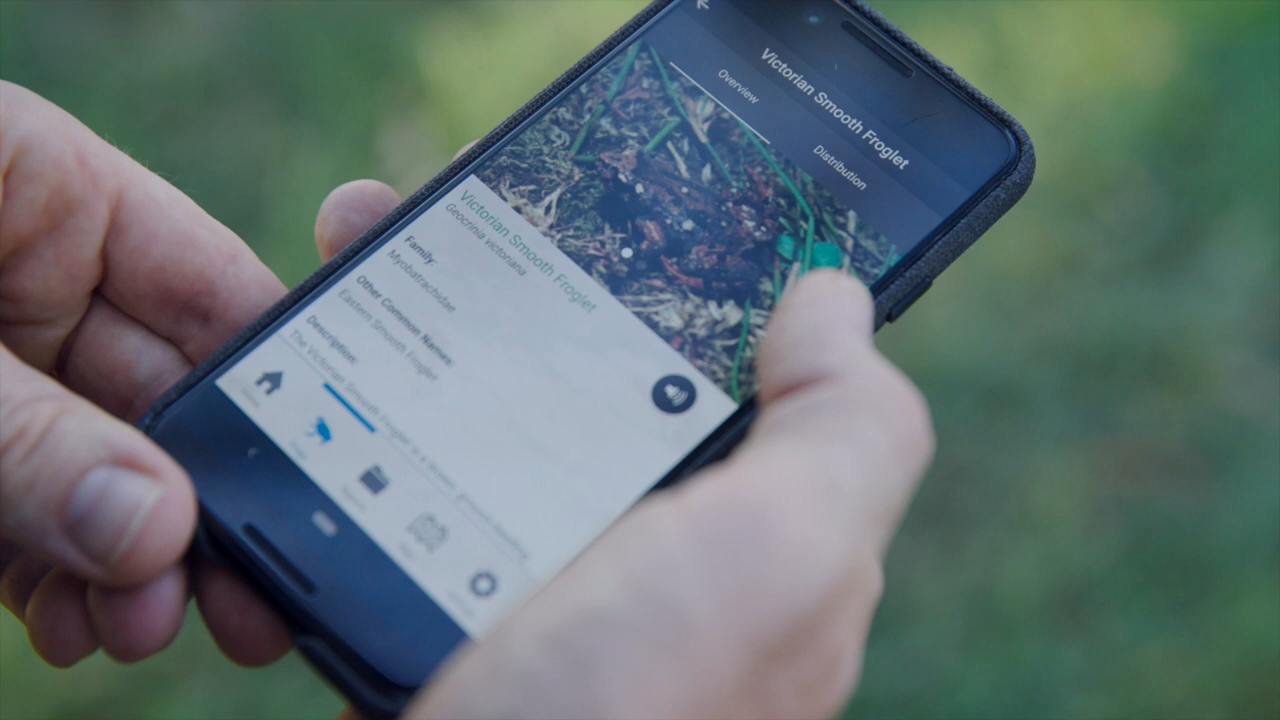 Victorian Smooth Froglet
Overview
Distribution
Victorian Smooth Froglet
Geocrinia victoriana
Family:
Myobatrachidae
Other Common Names:
Eastern Smooth Froglet
Description:
The Victorian Smooth Froglet is a